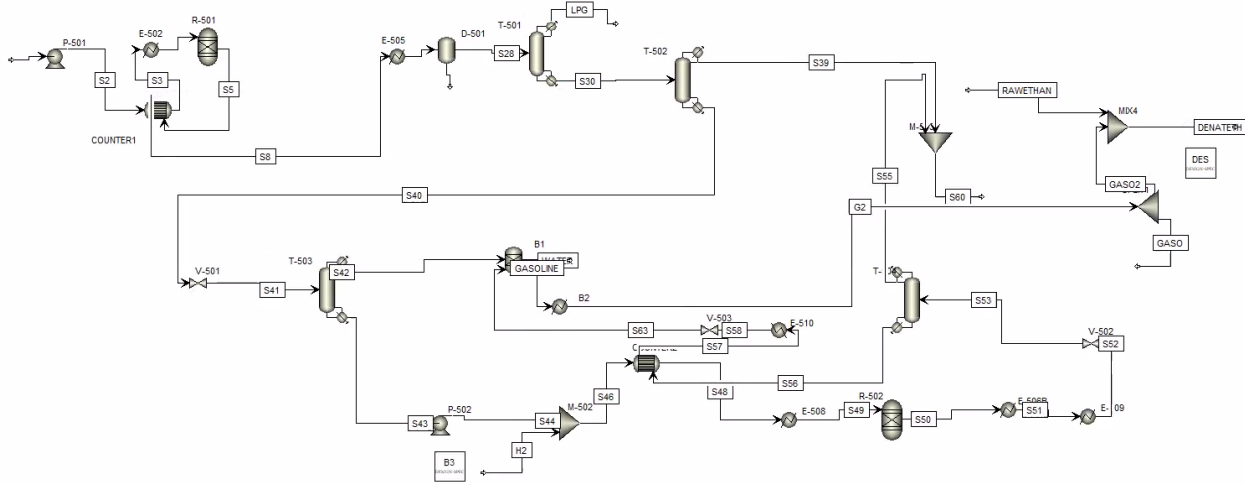 LPG
R-501
T-501
P-501
E-502
E-505
D-501
T-502
S28
S39
S2
S3
S5
S30
RAWETHAN
MIX4
COUNTER1
DENATETH
S8
DES
S55
GASO2
S40
S60
G2
B1
GASO
T-503
S42
GASOLINE
V-501
S41
B2
S53
V-503
S63
S58
E-510
V-502
S57
S52
S56
S46
S48
R-502
P-502
M-502
S49
S51
S43
S44
E-508
S50
H2
B3